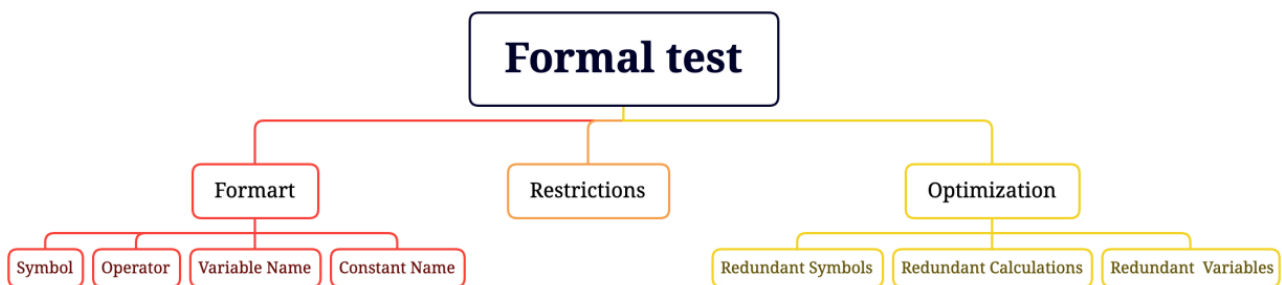 Formal test
Formart
Restrictions
Optimization
Symbol
Operator
Variable Name
Constant Name
Redundant Symbols
Redundant Calculations
Redundant  Variables